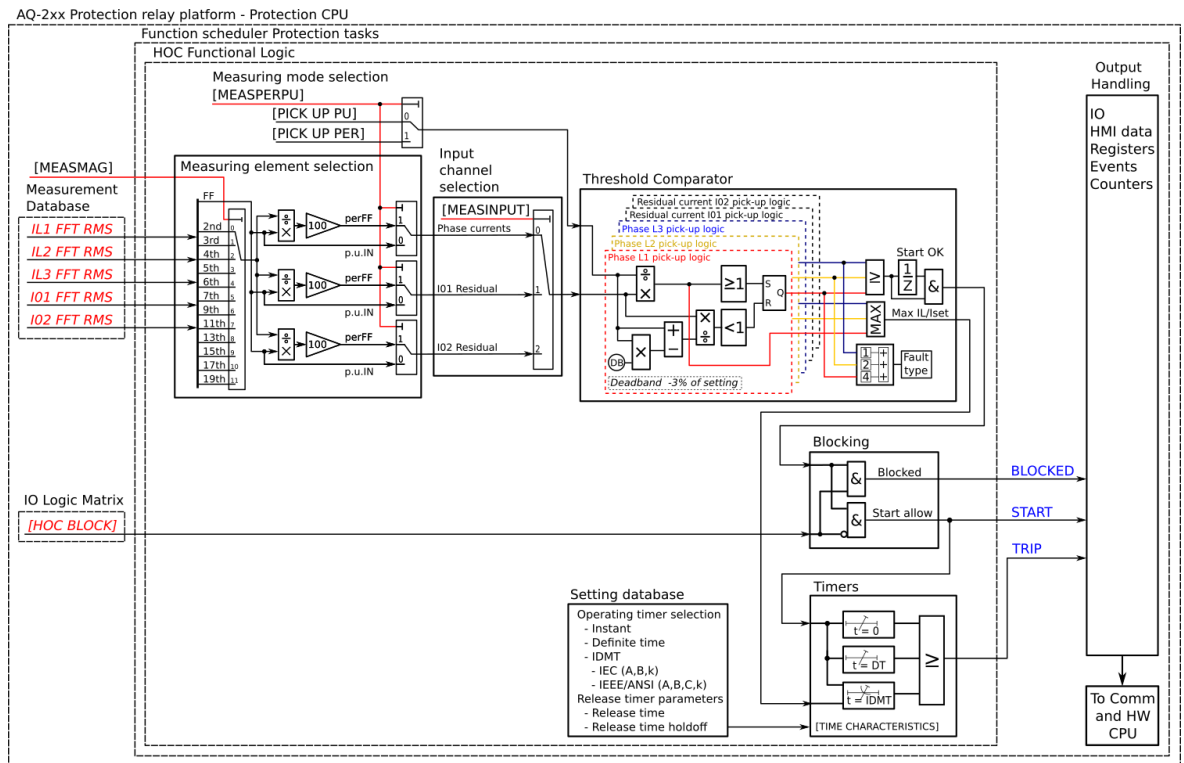 AQ-2xx Protection relay platform - Protection CPU
Function scheduler Protection tasks
HOC Functional Logic
Measuring mode selection
[MEASPERPU]
[PICK UP PU]
0
[PICK UP PER]
1
[MEASMAG]
Measurement
Database
IL1 FFT RMS
IL2 FFT RMS
IL3 FFT RMS
I01 FFT RMS
I02 FFT RMS
Measuring element selection
FF
2nd
0
3rd
1
4th
2
5th
3
6th
4
7th
5
9th
6
11th
7
13th
8
15th
9
17th
10
19th
11
÷
×
100
perFF
1
0
p.u.IN
÷
×
100
perFF
1
0
p.u.IN
÷
×
100
perFF
1
0
p.u.IN
Input
channel
selection
[MEASINPUT]
Phase currents
0
I01 Residual
1
I02 Residual
2
Threshold Comparator
Residual current I02 pick-up logic
Residual current I01 pick-up logic
Phase L3 pick-up logic
Phase L2 pick-up logic
Phase L1 pick-up logic
÷
×
≥1
S
Q
R
×
÷
<1
+
−
DB
×
Deadband -3% of setting
≥
Start OK
1
Z
&
MAX
Max IL/Iset
1 +
2 +
4 +
Fault
type
Blocking
&
Blocked
&
Start allow
BLOCKED
START
TRIP
IO Logic Matrix
[HOC BLOCK]
Setting database
Operating timer selection
- Instant
- Definite time
- IDMT
- IEC (A,B,k)
- IEEE/ANSI (A,B,C,k)
Release timer parameters
- Release time
- Release time holdoff
Timers
t = 0
t = DT
t = IDMT
≥
[TIME CHARACTERISTICS]
Output
Handling
IO
HMI data
Registers
Events
Counters
To Comm
and HW
CPU